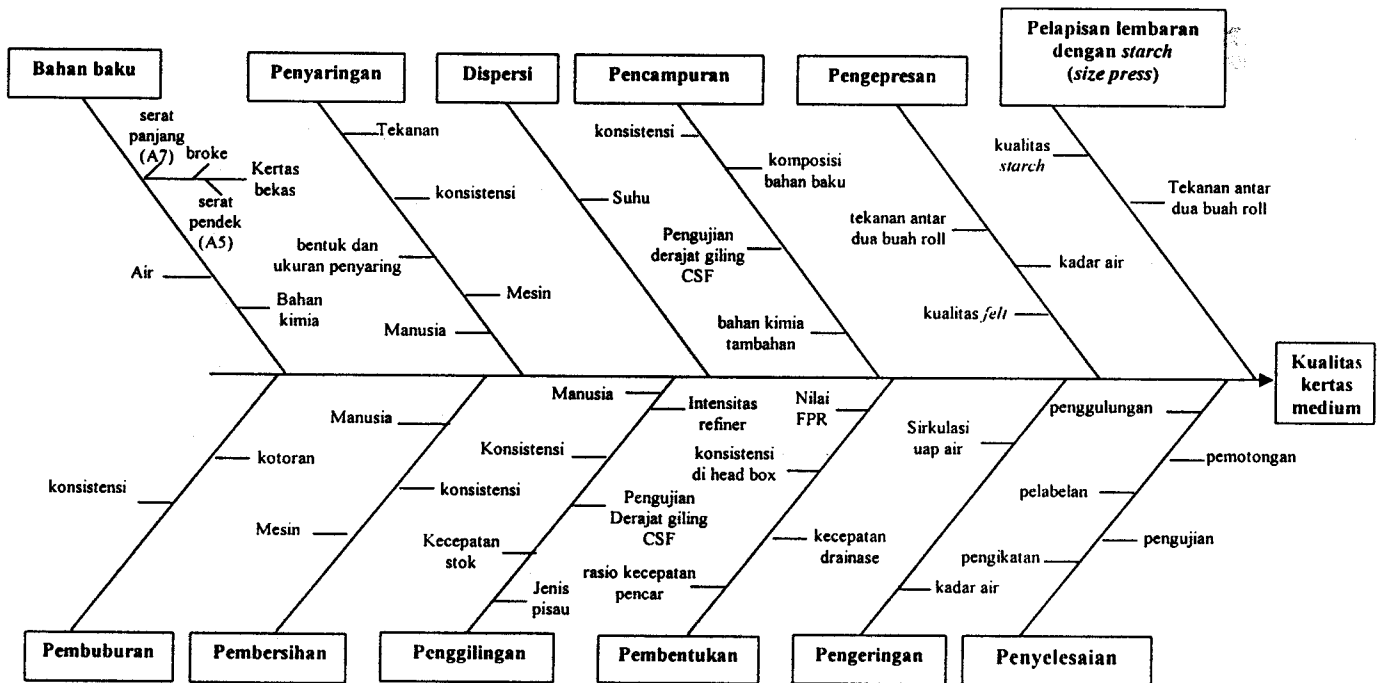 Bahan baku
serat
panjang
(A7)
broke
Kertas
bekas
serat
pendek
(A5)
Air
Bahan
kimia
Penyaringan
Tekanan
konsistensi
bentuk dan
ukuran penyaring
Mesin
Manusia
Dispersi
Suhu
Pencampuran
konsistensi
komposisi
bahan baku
Pengujian
derajat giling
CSF
bahan kimia
tambahan
Pengepresan
tekanan antar
dua buah roll
kadar air
kualitas felt
Pelapisan lembaran
dengan starch
(size press)
kualitas
starch
Tekanan antar
dua buah roll
Kualitas
kertas
medium
kotoran
konsistensi
Pembuburan
Manusia
konsistensi
Mesin
Pembersihan
Manusia
Intensitas
refiner
Konsistensi
Pengujian
Derajat giling
CSF
Kecepatan
stok
Jenis
pisau
Penggilingan
Nilai
FPR
konsistensi
di head box
kecepatan
drainase
rasio kecepatan
pencar
Pembentukan
Sirkulasi
uap air
kadar air
Pengeringan
penggulungan
pemotongan
pelabelan
pengujian
pengikatan
Penyelesaian